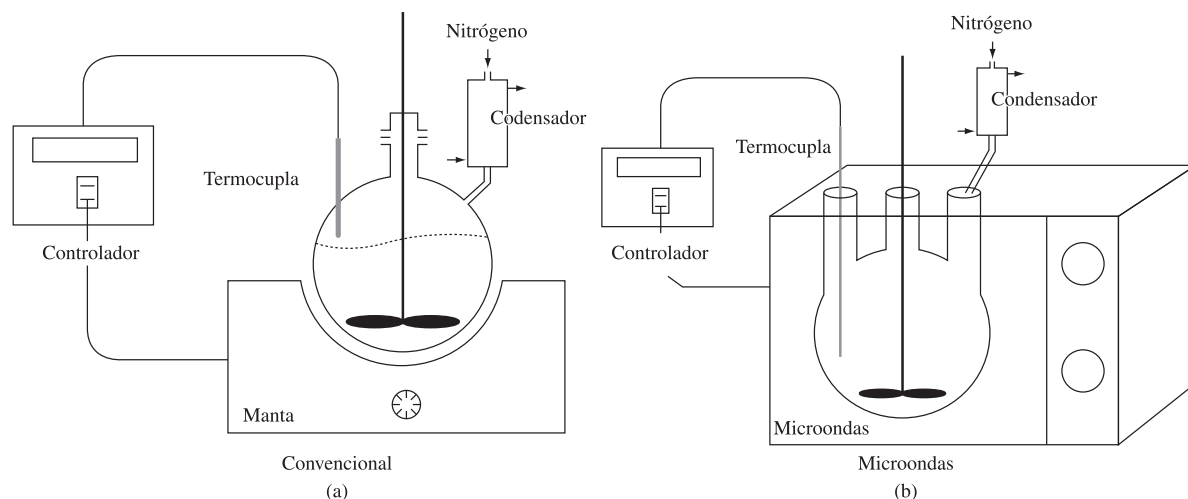 Nitrógeno
Codensador
Termocupla
Controlador
Manta
Convencional
(a)
Nitrógeno
Condensador
Termocupla
Controlador
Microondas
Microondas
(b)